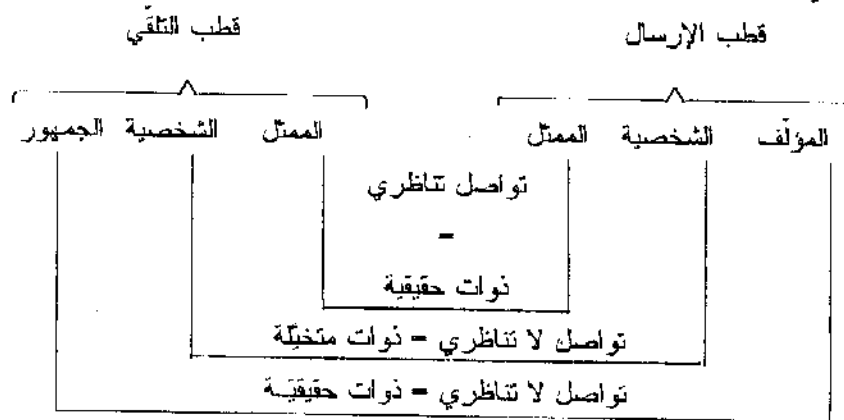 قطب الإرسال قطب التلقّي
المؤلّف الشخصية الممثل الممثل الشخصية الجمهور
تواصل تناظري
=
ذوات حقيقية
تواصل لا تناظري = ذوات متخيّلة
تواصل لا تناظري = ذوات حقيقيّة